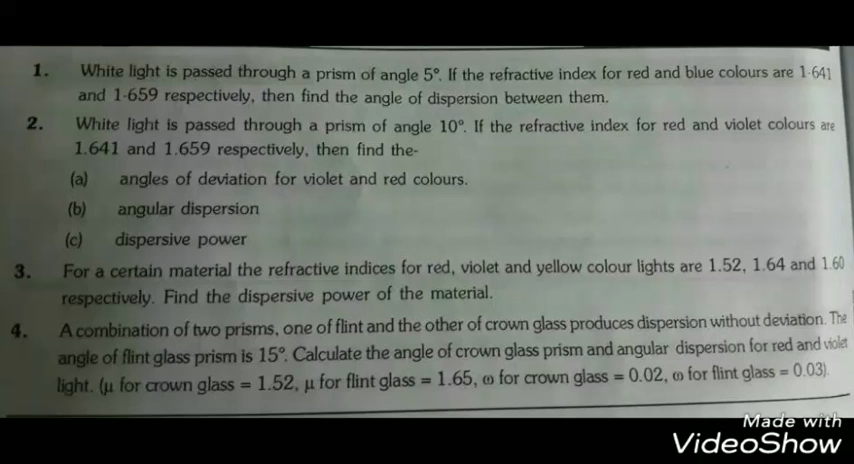 1. White light is passed through a prism of angle 5°. If the refractive index for red and blue colours are 1·641
and 1·659 respectively, then find the angle of dispersion between them.
2. White light is passed through a prism of angle 10°. If the refractive index for red and violet colours are
1.641 and 1.659 respectively, then find the-
(a) angles of deviation for violet and red colours.
(b) angular dispersion
(c) dispersive power
3. For a certain material the refractive indices for red, violet and yellow colour lights are 1.52, 1.64 and 1.60
respectively. Find the dispersive power of the material.
4. A combination of two prisms, one of flint and the other of crown glass produces dispersion without deviation. The
angle of flint glass prism is 15°. Calculate the angle of crown glass prism and angular dispersion for red and violet
light. (μ for crown glass = 1.52, μ for flint glass = 1.65, ω for crown glass = 0.02, ω for flint glass = 0.03).
Made with
VideoShow